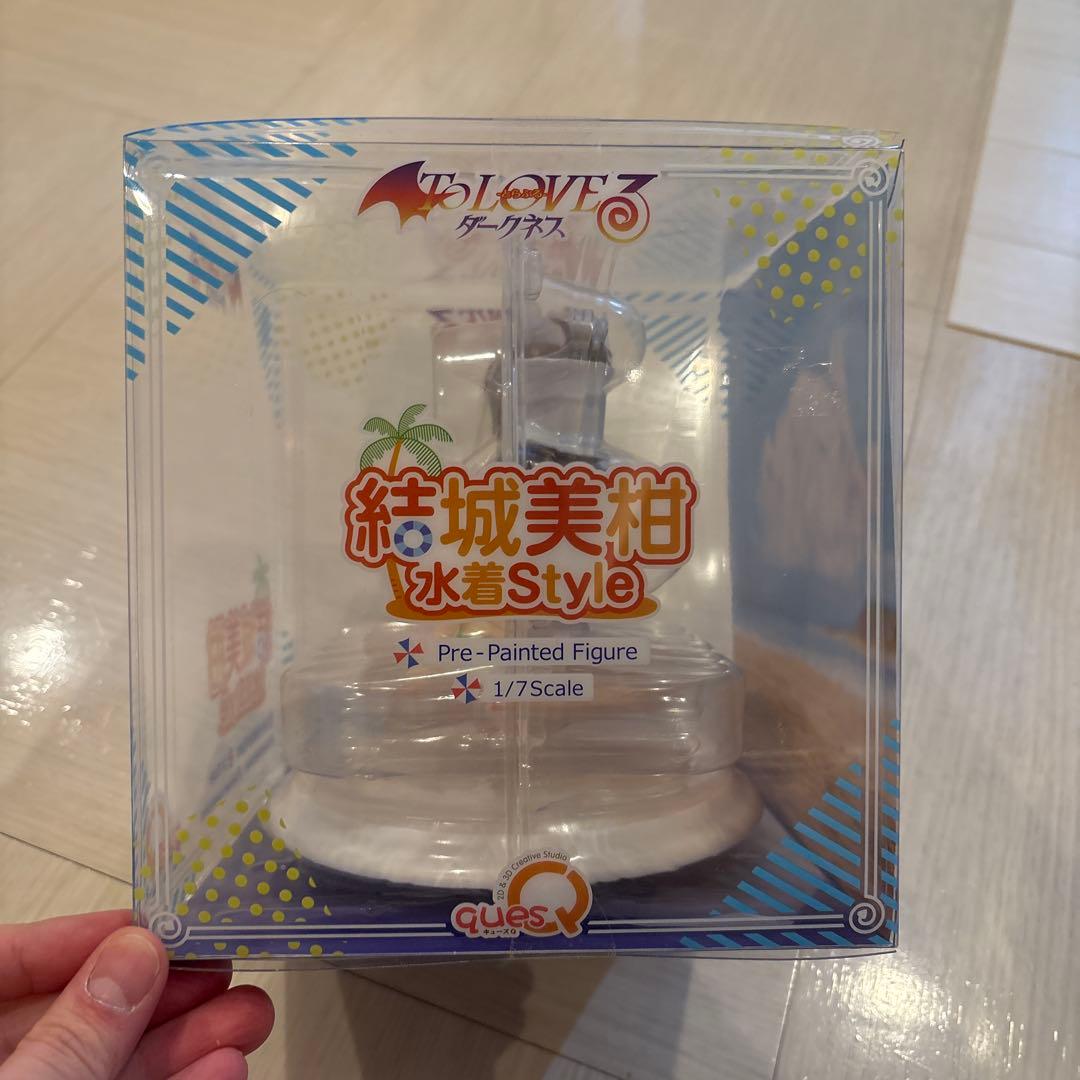 To LOVEる
-とらぶる-
ダークネス
結城美柑
水着Style
Pre-Painted Figure
1/7Scale
2D & 3D Creative Studio
quesQ
キューズQ